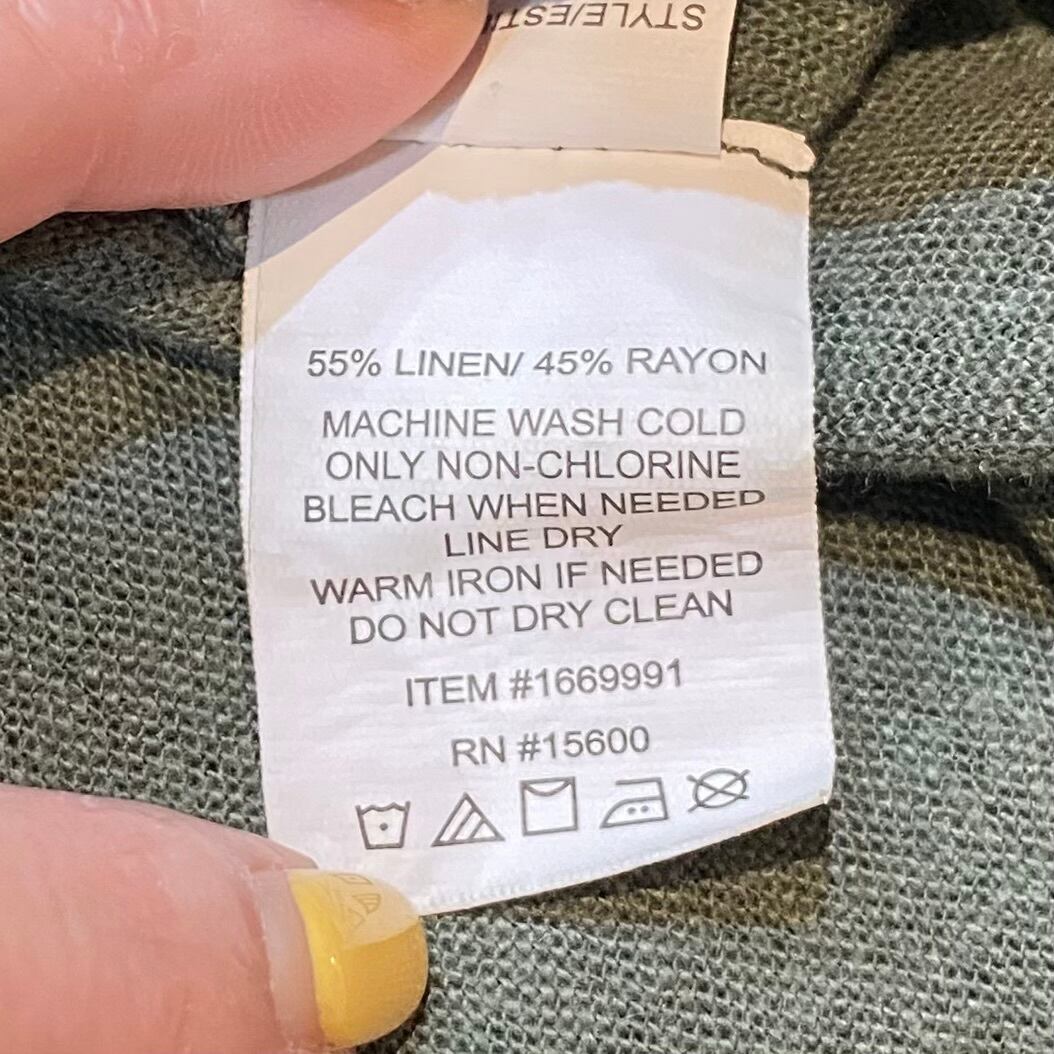 STYLE/
55% LINEN/ 45% RAYON
MACHINE WASH COLD
ONLY NON-CHLORINE
BLEACH WHEN NEEDED
LINE DRY
WARM IRON IF NEEDED
DO NOT DRY CLEAN
ITEM #1669991
RN #15600